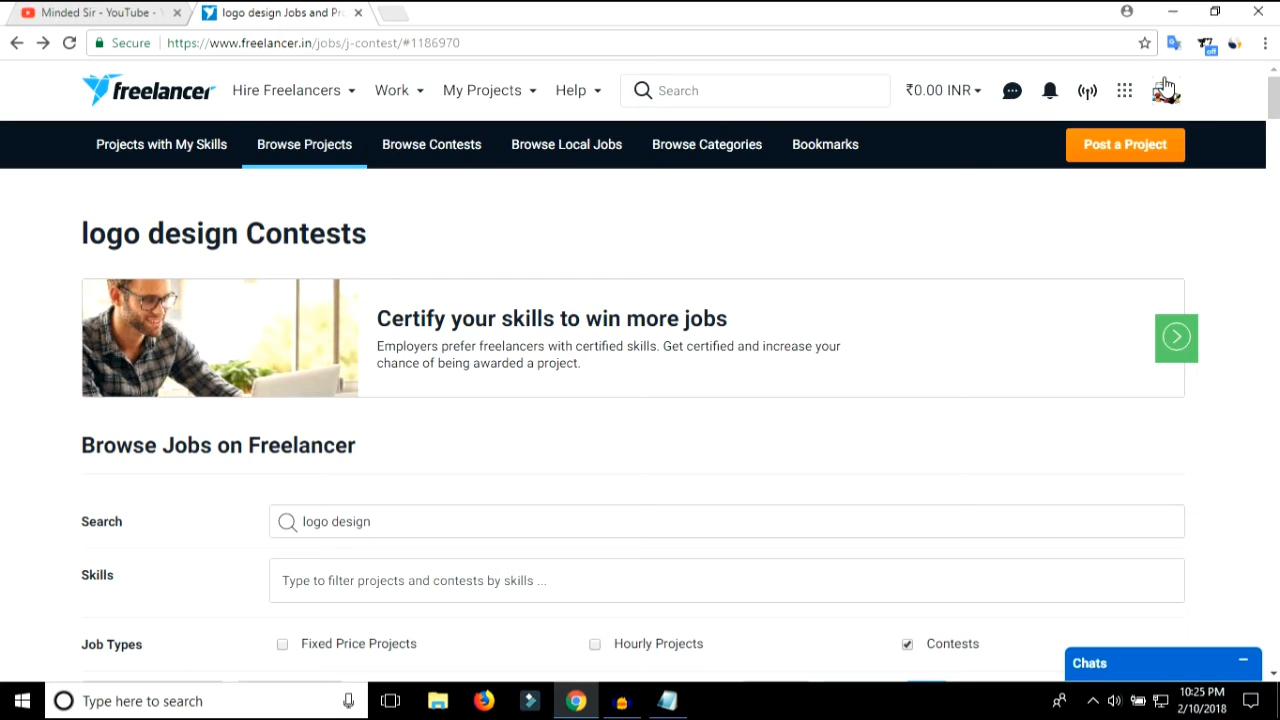 Minded Sir - YouTube -
logo design Jobs and Pr
Secure
https://www.freelancer.in/jobs/j-contest/#1186970
off
freelancer
Hire Freelancers
Work
My Projects
Help
Search
₹0.00 INR
Projects with My Skills
Browse Projects
Browse Contests
Browse Local Jobs
Browse Categories
Bookmarks
Post a Project
logo design Contests
Certify your skills to win more jobs
Employers prefer freelancers with certified skills. Get certified and increase your
chance of being awarded a project.
Browse Jobs on Freelancer
Search
logo design
Skills
Type to filter projects and contests by skills ...
Job Types
Fixed Price Projects
Hourly Projects
Contests
Chats
Type here to search
10:25 PM
2/10/2018